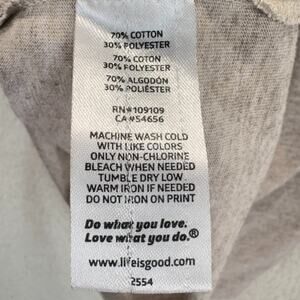 70% COTTON
30% POLYESTER
70% COTON
30% POLYESTER
70% ALGODÓN
30% POLIÉSTER
RN#109109
CA#54656
MACHINE WASH COLD
WITH LIKE COLORS
ONLY NON-CHLORINE
BLEACH WHEN NEEDED
TUMBLE DRY LOW
WARM IRON IF NEEDED
DO NOT IRON ON PRINT
Do what you love.
Love what you do.®
www.lifeisgood.com
2554